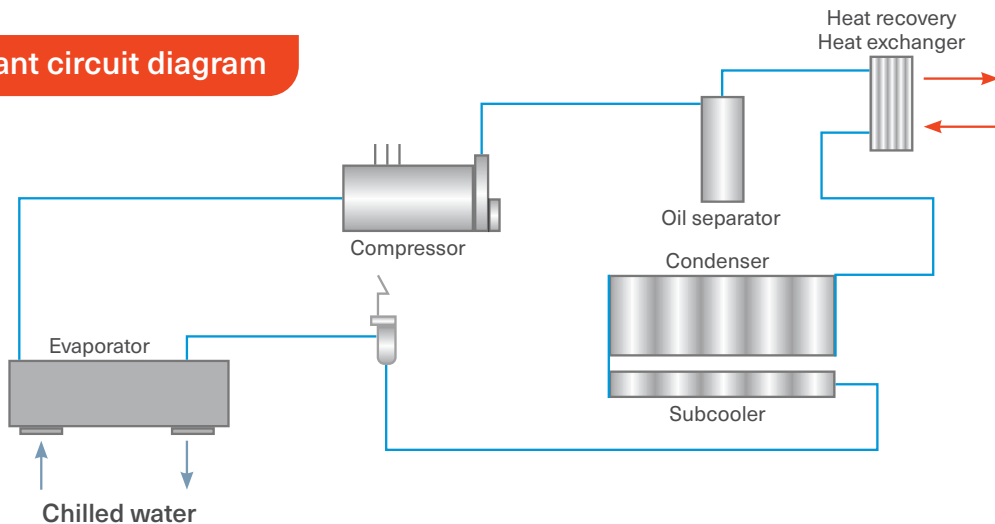 ant circuit diagram
Heat recovery
Heat exchanger
Oil separator
Compressor
Condenser
Evaporator
Subcooler
Chilled water